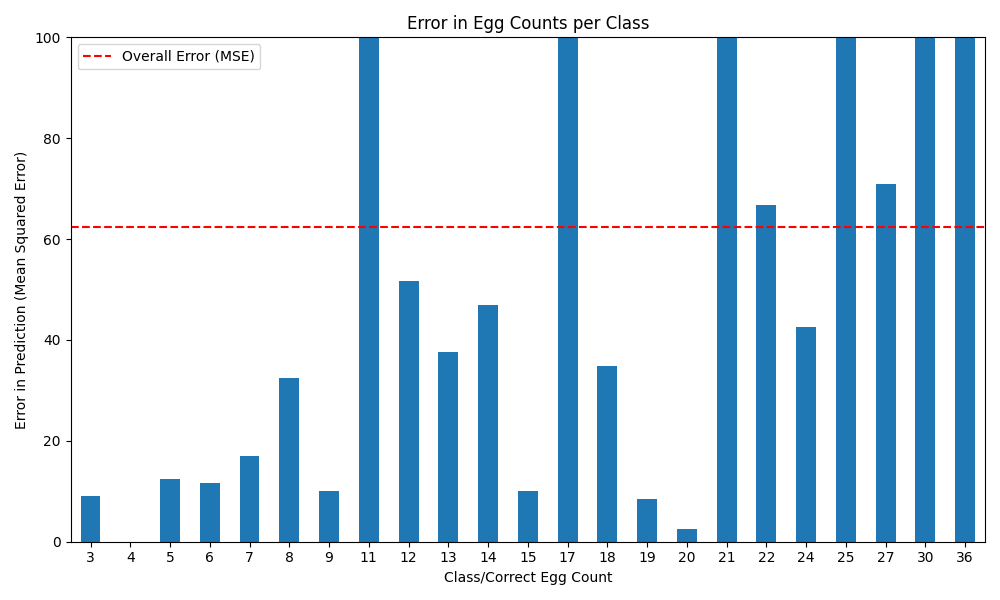 Error in Egg Counts per Class
Overall Error (MSE)
Error in Prediction (Mean Squared Error)
100
80
60
40
20
0
3 4 5 6 7 8 9 11 12 13 14 15 17 18 19 20 21 22 24 25 27 30 36
Class/Correct Egg Count